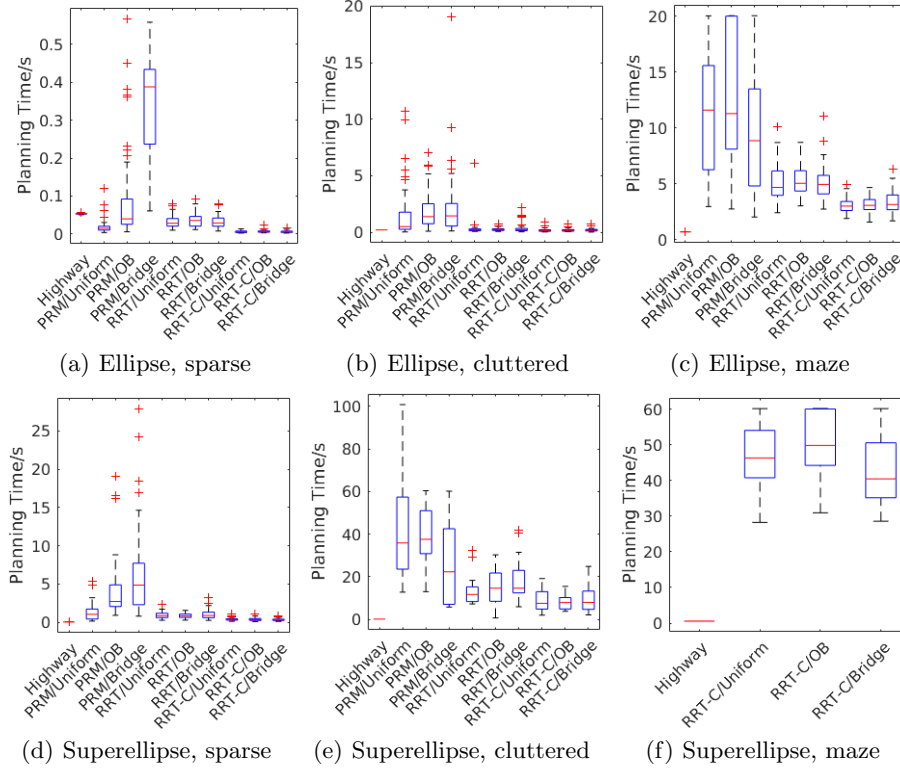 Planning Time/s
0.5
0.4
0.3
0.2
0.1
0
Highway
PRM/Uniform
PRM/OB
PRM/Bridge
RRT/Uniform
RRT/OB
RRT/Bridge
RRT-C/Uniform
RRT-C/OB
RRT-C/Bridge
(a) Ellipse, sparse
Planning Time/s
20
15
10
5
0
Highway
PRM/Uniform
PRM/OB
PRM/Bridge
RRT/Uniform
RRT/OB
RRT/Bridge
RRT-C/Uniform
RRT-C/OB
RRT-C/Bridge
(b) Ellipse, cluttered
Planning Time/s
20
15
10
5
0
Highway
PRM/Uniform
PRM/OB
PRM/Bridge
RRT/Uniform
RRT/OB
RRT/Bridge
RRT-C/Uniform
RRT-C/OB
RRT-C/Bridge
(c) Ellipse, maze
Planning Time/s
25
20
15
10
5
0
Highway
PRM/Uniform
PRM/OB
PRM/Bridge
RRT/Uniform
RRT/OB
RRT/Bridge
RRT-C/Uniform
RRT-C/OB
RRT-C/Bridge
(d) Superellipse, sparse
Planning Time/s
100
80
60
40
20
0
Highway
PRM/Uniform
PRM/OB
PRM/Bridge
RRT/Uniform
RRT/OB
RRT/Bridge
RRT-C/Uniform
RRT-C/OB
RRT-C/Bridge
(e) Superellipse, cluttered
Planning Time/s
60
50
40
30
20
10
0
Highway
RRT-C/Uniform
RRT-C/OB
RRT-C/Bridge
(f) Superellipse, maze